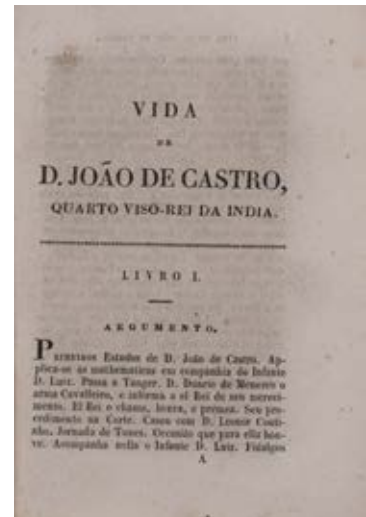 VIDA
DE
D. JOÃO DE CASTRO,
QUARTO VISO-REI DA INDIA.
LIVRO I.
ARGUMENTO.
PRIMEIROS Estudos de D. João de Castro. Ap-
plica-se ás mathematicas em companhia do Infante
D. Luiz. Passa a Tanger. D. Duarte de Menezes o
arma Cavalleiro, e informa a el Rei de seu mereci-
mento. El Rei o chama, honra, e premea. Seu pro-
cedimento na Corte. Casou com D. Leonor Couti-
nho. Jornada de Tunes. Occasião que para ella hou-
ve. Acompanha nella o Infante D. Luiz. Fidalgos
A